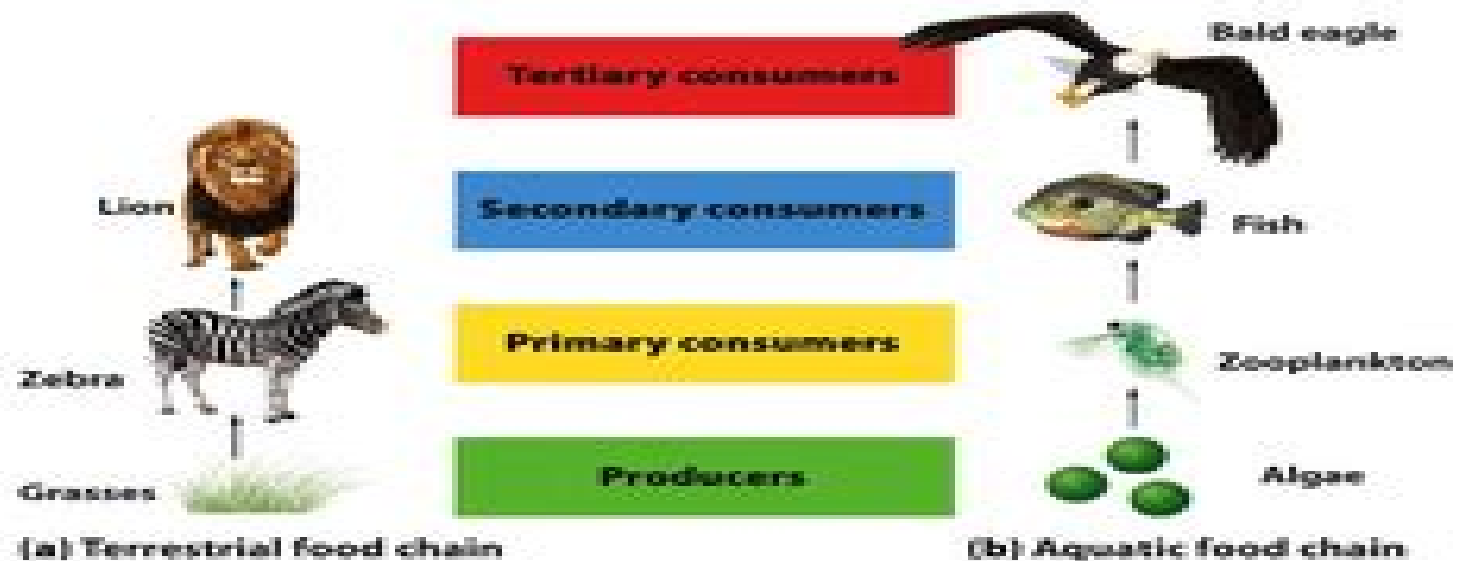 Bald eagle
Tertiary consumers
Lion
Secondary consumers
Fish
Primary consumers
Zebra
Zooplankton
Producers
Grasses
Algae
(a) Terrestrial food chain
(b) Aquatic food chain